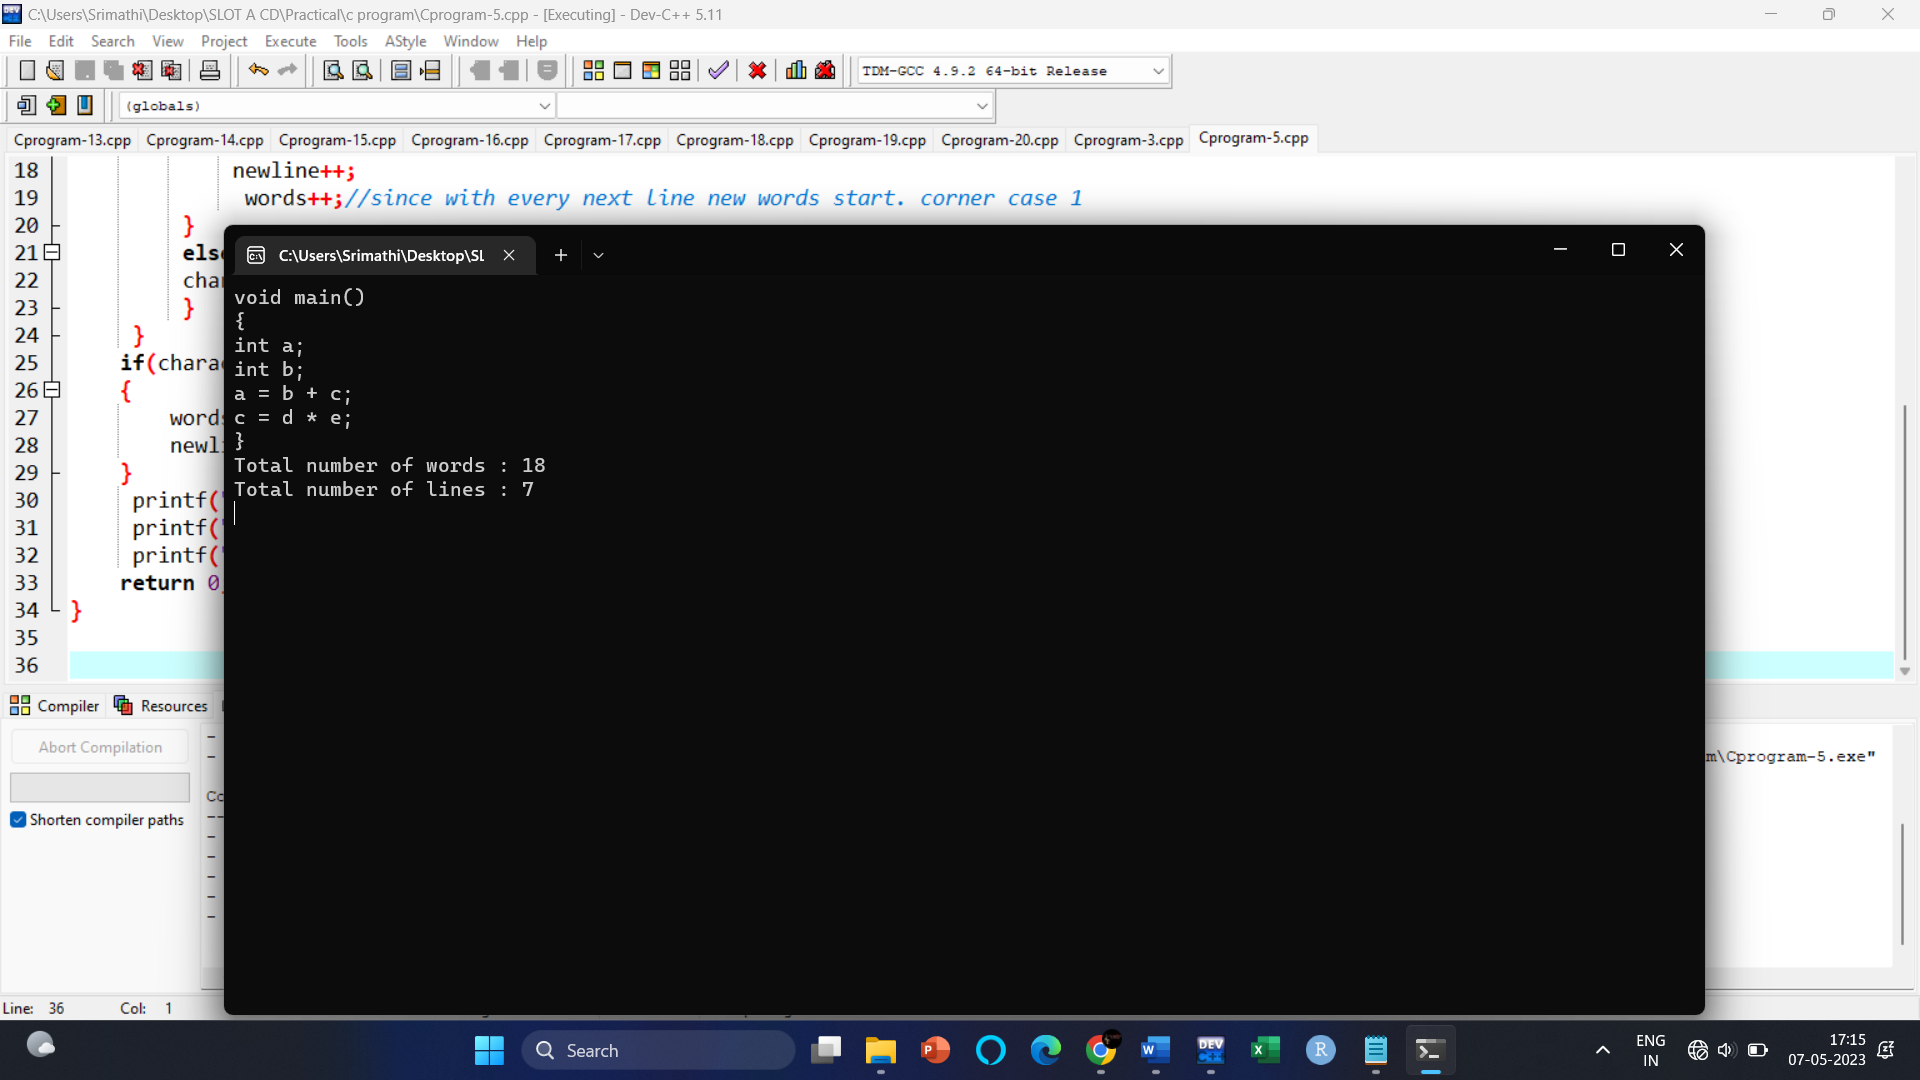 C:\Users\Srimathi\Desktop\SLOT A CD\Practical\c program\Cprogram-5.cpp - [Executing] - Dev-C++ 5.11
File Edit Search View Project Execute Tools AStyle Window Help
TDM-GCC 4.9.2 64-bit Release
(globals)
Cprogram-13.cpp Cprogram-14.cpp Cprogram-15.cpp Cprogram-16.cpp Cprogram-17.cpp Cprogram-18.cpp Cprogram-19.cpp Cprogram-20.cpp Cprogram-3.cpp Cprogram-5.cpp
18 newline++;
19 words++;//since with every next line new words start. corner case 1
20 }
21 else
22 cha
23 }
24 }
25 if(chara
26 {
27 word
28 newl
29 }
30 printf(
31 printf(
32 printf(
33 return 0
34 }
35
36
C:\Users\Srimathi\Desktop\SL
void main()
{
int a;
int b;
a = b + c;
c = d * e;
}
Total number of words : 18
Total number of lines : 7
Compiler Resources
Abort Compilation
Shorten compiler paths
m\Cprogram-5.exe"
Line: 36 Col: 1
Search
ENG
IN
17:15
07-05-2023